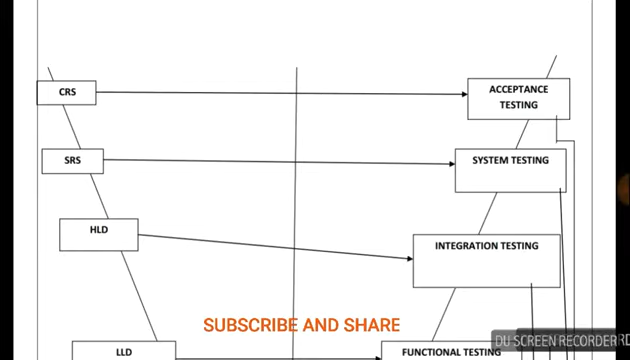 CRS
ACCEPTANCE
TESTING
SRS
SYSTEM TESTING
HLD
INTEGRATION TESTING
SUBSCRIBE AND SHARE
DU SCREEN RECORDER
LLD
FUNCTIONAL TESTING